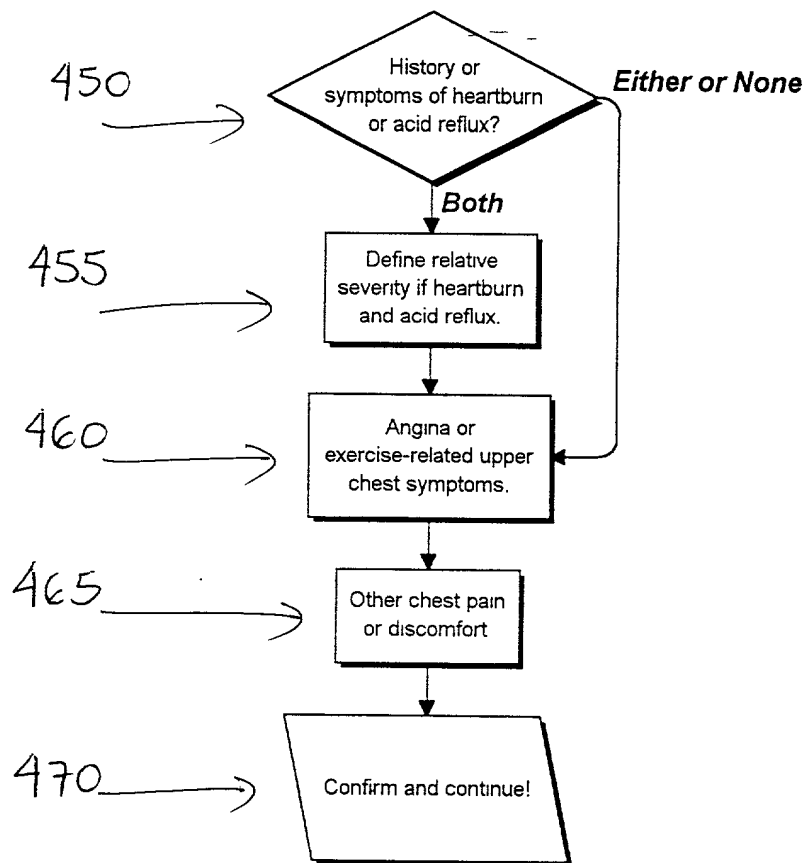 450
History or
symptoms of heartburn
or acid reflux?
Either or None
Both
455
Define relative
severity if heartburn
and acid reflux.
460
Angina or
exercise-related upper
chest symptoms.
465
Other chest pain
or discomfort
470
Confirm and continue!